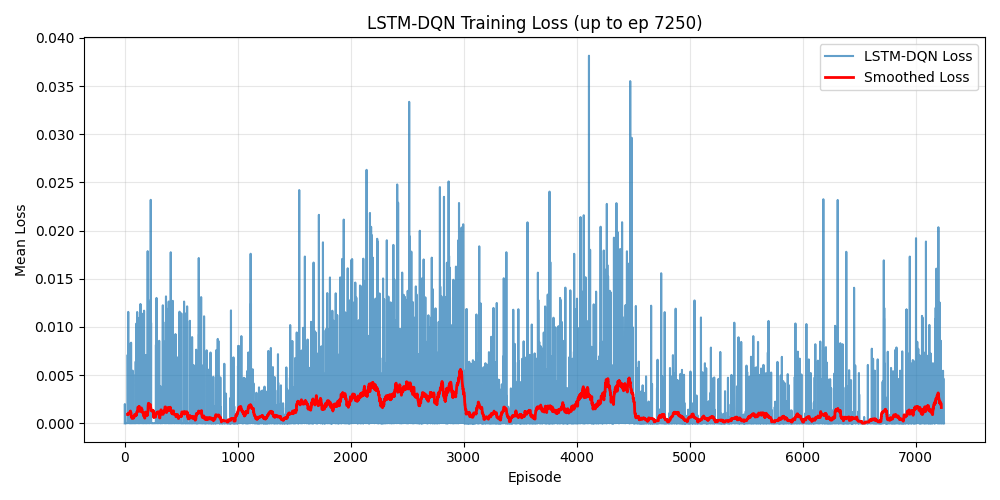 LSTM-DQN Training Loss (up to ep 7250)
LSTM-DQN Loss
Smoothed Loss
Mean Loss
0.040
0.035
0.030
0.025
0.020
0.015
0.010
0.005
0.000
0 1000 2000 3000 4000 5000 6000 7000
Episode